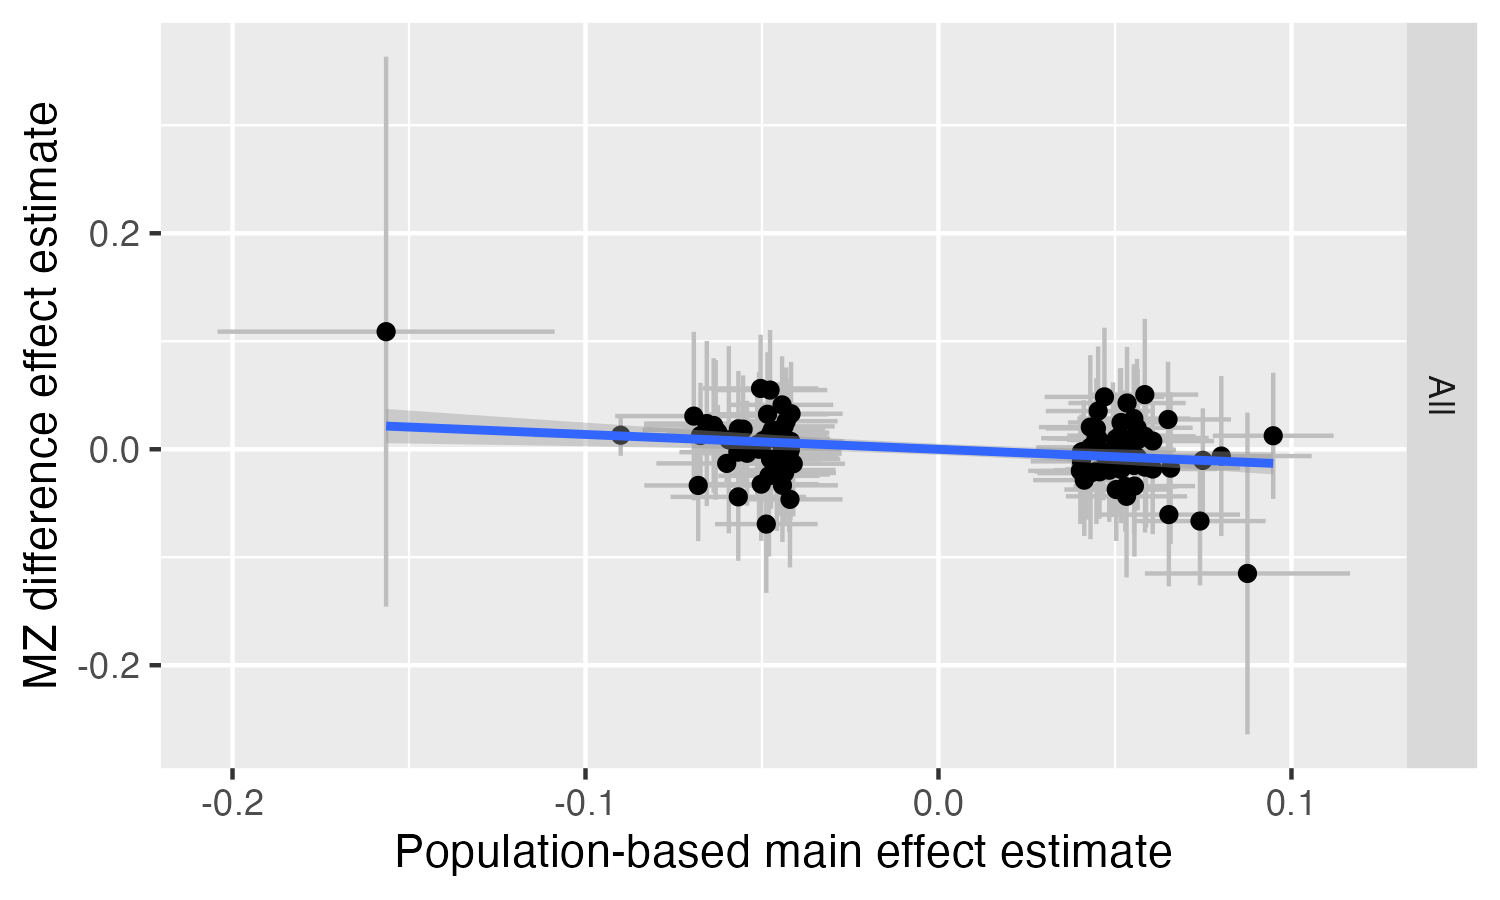 MZ difference effect estimate
0.2
0.0
-0.2
-0.2
-0.1
0.0
0.1
Population-based main effect estimate
All